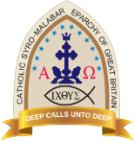 CATHOLIC SYRO-MALABAR EPARCHY OF GREAT BRITAIN
Α Ω
ΙΧΘΥΣ
DEEP CALLS UNTO DEEP